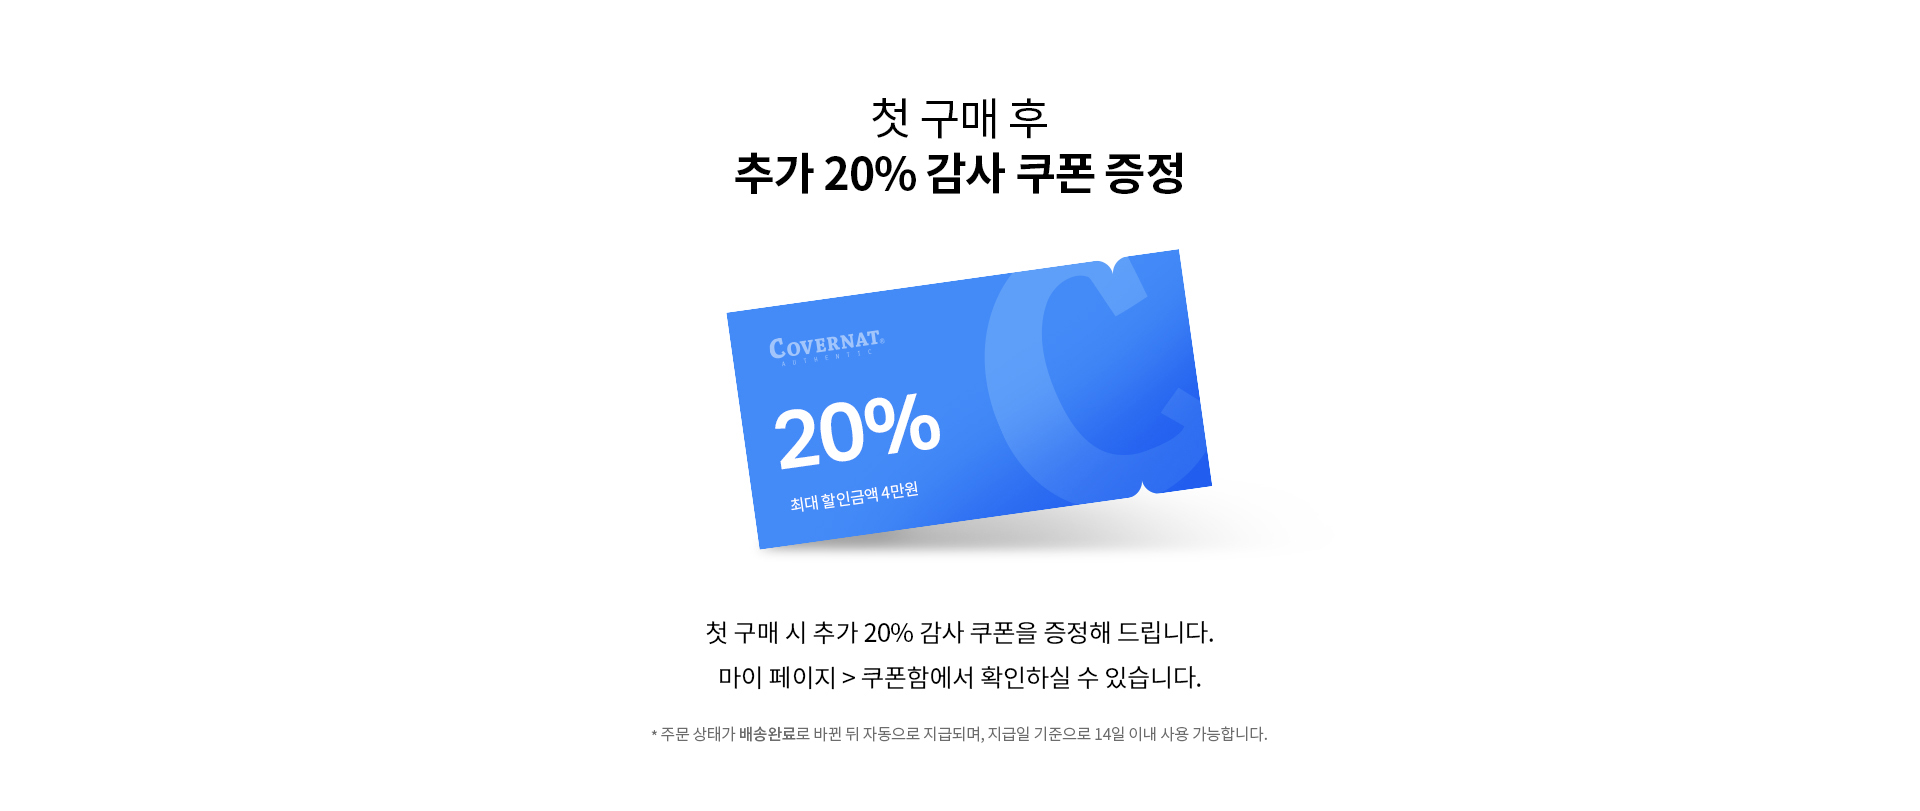 첫 구매 후
추가 20% 감사 쿠폰 증정
COVERNAT®
AUTHENTIC
20%
최대 할인금액 4만원
첫 구매 시 추가 20% 감사 쿠폰을 증정해 드립니다.
마이 페이지 > 쿠폰함에서 확인하실 수 있습니다.
* 주문 상태가 배송완료로 바뀐 뒤 자동으로 지급되며, 지급일 기준으로 14일 이내 사용 가능합니다.